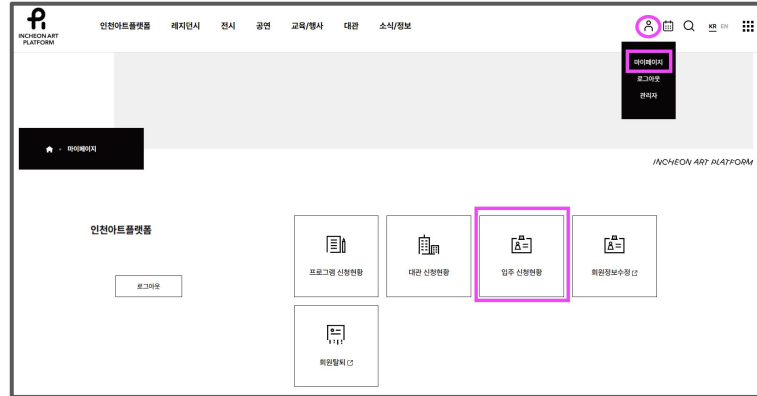 INCHEON ART
PLATFORM
인천아트플랫폼 레지던시 전시 공연 교육/행사 대관 소식/정보 KR EN
마이페이지
로그아웃
관리자
마이페이지
INCHEON ART PLATFORM
인천아트플랫폼
로그아웃
프로그램 신청현황 대관 신청현황 입주 신청현황 회원정보수정
회원탈퇴